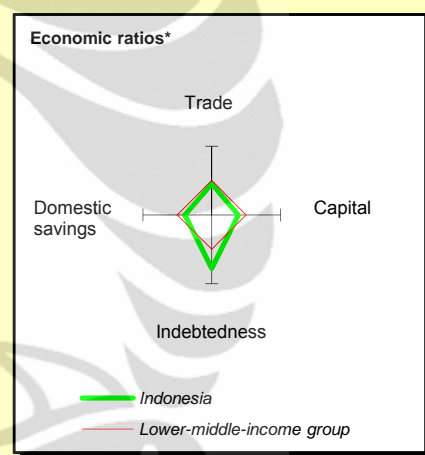 Economic ratios*
Trade
Domestic
savings
Capital
Indebtedness
Indonesia
Lower-middle-income group